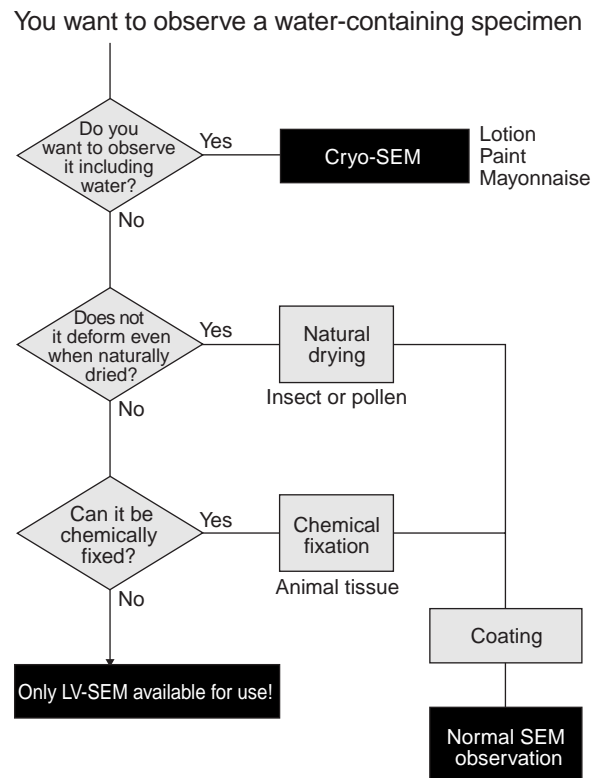 You want to observe a water-containing specimen
Do you
want to observe
it including
water?
Yes
Cryo-SEM
Lotion
Paint
Mayonnaise
No
Does not
it deform even
when naturally
dried?
Yes
Natural
drying
Insect or pollen
No
Can it be
chemically
fixed?
Yes
Chemical
fixation
Animal tissue
No
Coating
Only LV-SEM available for use!
Normal SEM
observation